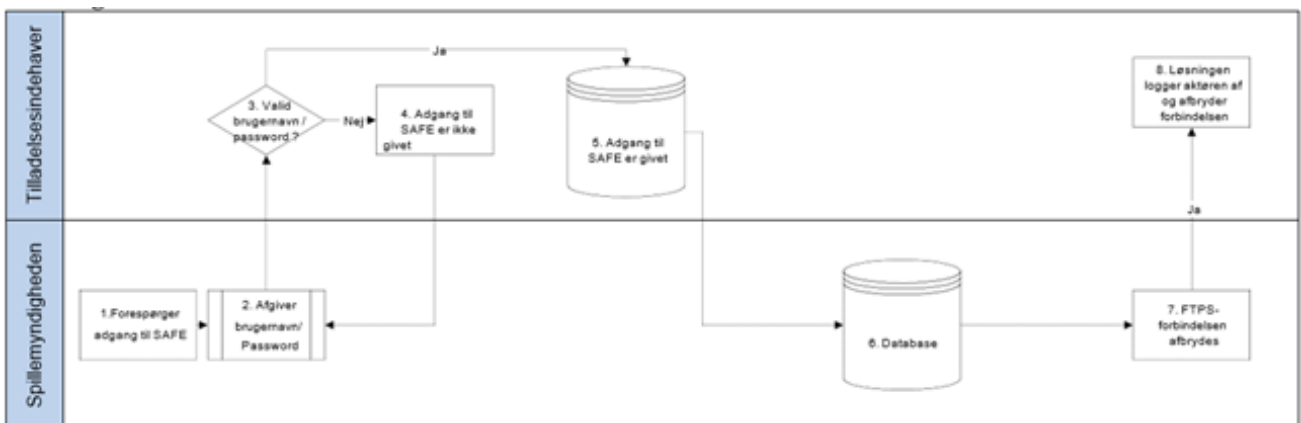 Tilladelsesindehaver
Ja
3. Valid
brugernavn /
password ?
Nej
4. Adgang til
SAFE er ikke
givet
5. Adgang til
SAFE er givet
8. Løsningen
logger aktøren af
og afbryder
forbindelsen
Ja
Spillemyndigheden
1.Forespørger
adgang til SAFE
2. Afgiver
brugernavn/
Password
6. Database
7. FTPS-
forbindelsen
afbrydes